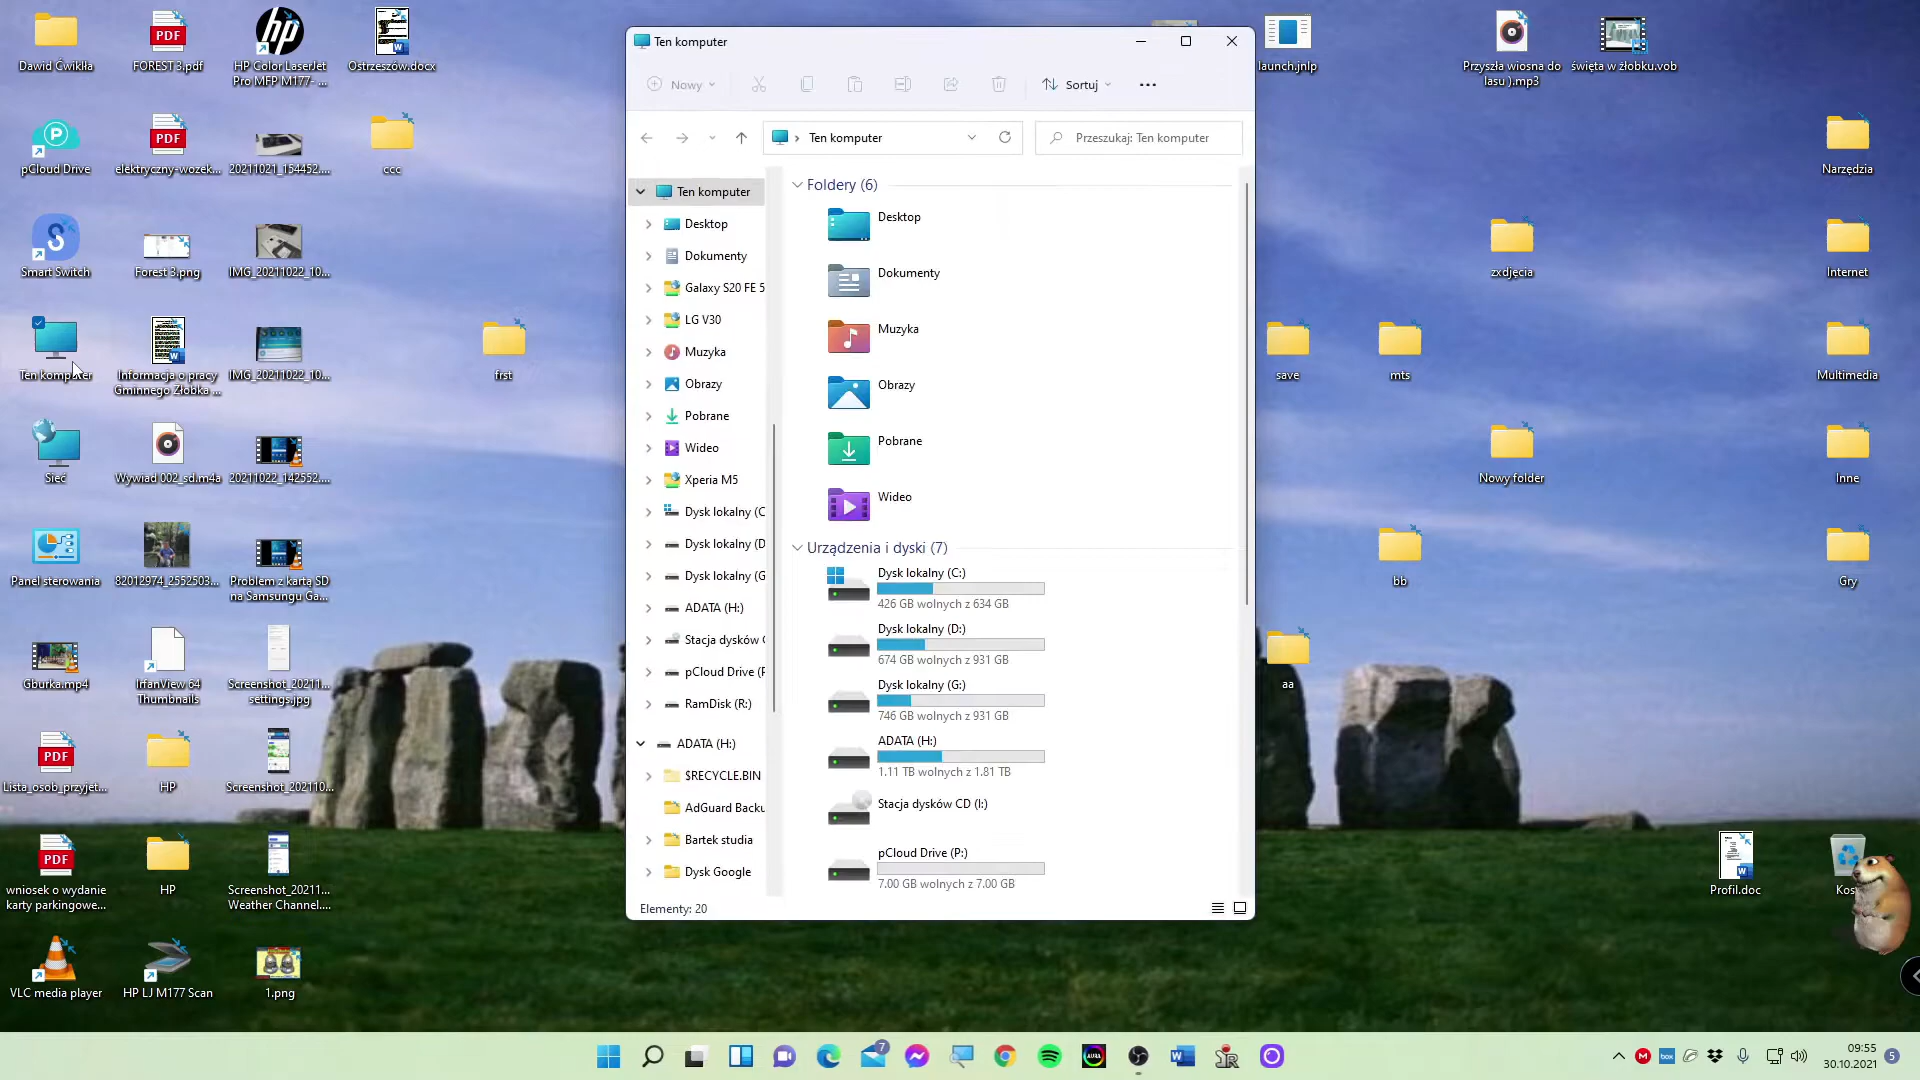 Dawid Ćwiklła
FOREST 3.pdf
HP Color LaserJet
Pro MFP M177- ...
Ostrzeszów.docx
pCloud Drive
elektryczny-wozek...
20211021_154452....
ccc
Smart Switch
Forest 3.png
IMG_20211022_10...
Ten komputer
Informacja o pracy
Gminnego Żłobka ...
IMG_20211022_10...
frst
Sieć
Wywiad 002_sd.m4a
20211022_142552....
Panel sterowania
82012974_2552503...
Problem z kartą SD
na Samsungu Ga...
Gburka.mp4
IrfanView 64
Thumbnails
Screenshot_20211...
settings.jpg
Lista_osob_przyjet...
HP
Screenshot_202110...
wniosek o wydanie
karty parkingowe...
HP
Screenshot_20211...
Weather Channel....
VLC media player
HP LJ M177 Scan
1.png
Ten komputer
Nowy
Sortuj
Ten komputer
Przeszukaj: Ten komputer
Ten komputer
Desktop
Dokumenty
Galaxy S20 FE 5
LG V30
Muzyka
Obrazy
Pobrane
Wideo
Xperia M5
Dysk lokalny (C
Dysk lokalny (D
Dysk lokalny (G
ADATA (H:)
Stacja dysków C
pCloud Drive (P
RamDisk (R:)
ADATA (H:)
$RECYCLE.BIN
AdGuard Backu
Bartek studia
Dysk Google
Foldery (6)
Desktop
Dokumenty
Muzyka
Obrazy
Pobrane
Wideo
Urządzenia i dyski (7)
Dysk lokalny (C:)
426 GB wolnych z 634 GB
Dysk lokalny (D:)
674 GB wolnych z 931 GB
Dysk lokalny (G:)
746 GB wolnych z 931 GB
ADATA (H:)
1.11 TB wolnych z 1.81 TB
Stacja dysków CD (I:)
pCloud Drive (P:)
7.00 GB wolnych z 7.00 GB
Elementy: 20
launch.jnlp
Przyszła wiosna do
lasu ).mp3
święta w żłobku.vob
Narzędzia
zxdjęcia
Internet
save
mts
Multimedia
Nowy folder
Inne
bb
Gry
aa
Profil.doc
Kos
7
09:55
30.10.2021
5